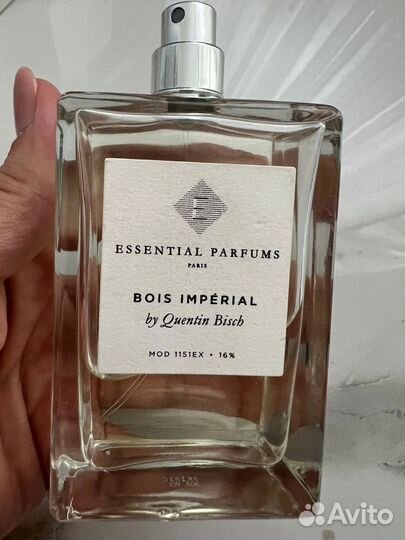 E
ESSENTIAL PARFUMS
PARIS
BOIS IMPÉRIAL
by Quentin Bisch
MOD 1151EX • 16%
Avito